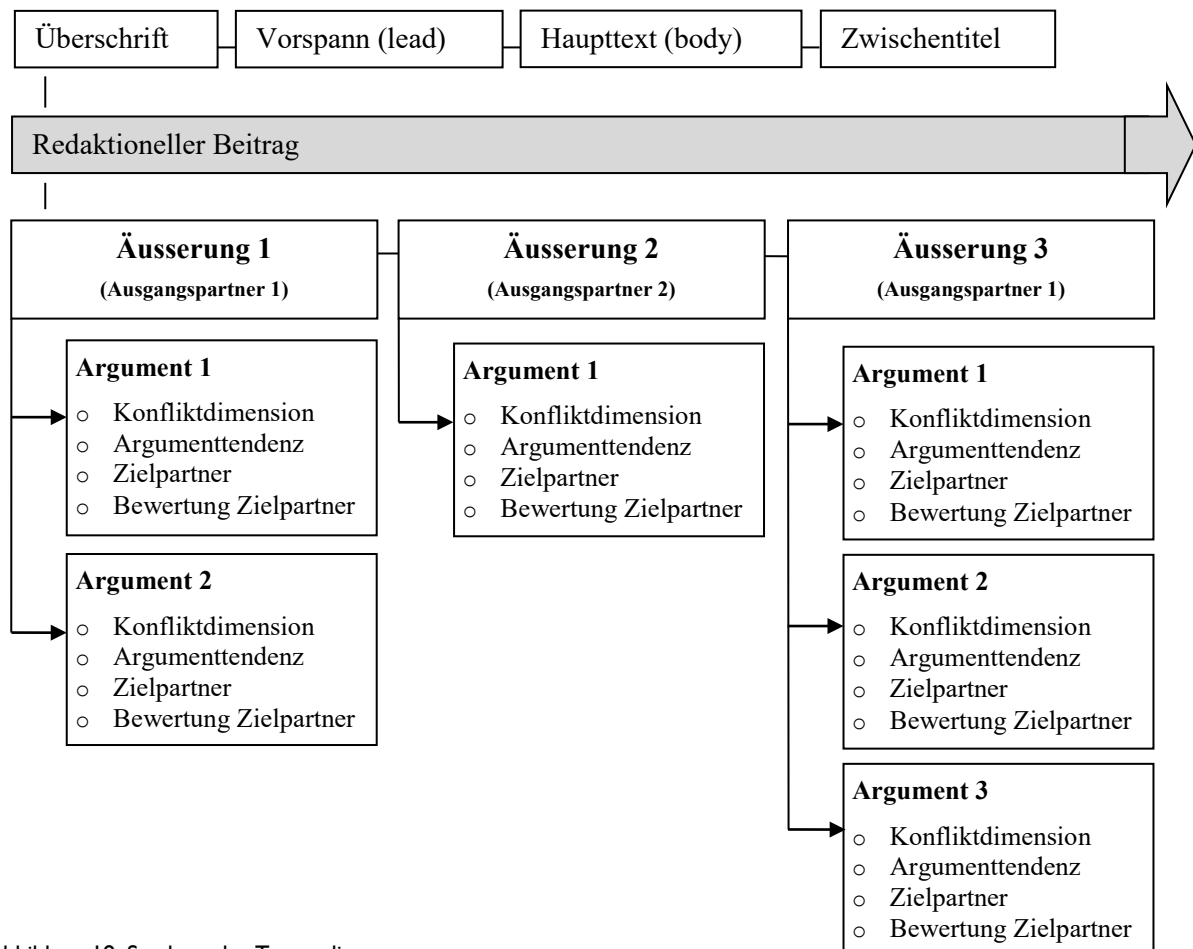 Überschrift
Vorspann (lead)
Haupttext (body)
Zwischentitel
Redaktioneller Beitrag
Äusserung 1
(Ausgangspartner 1)
Äusserung 2
(Ausgangspartner 2)
Äusserung 3
(Ausgangspartner 1)
Argument 1
o Konfliktdimension
o Argumenttendenz
o Zielpartner
o Bewertung Zielpartner
Argument 2
o Konfliktdimension
o Argumenttendenz
o Zielpartner
o Bewertung Zielpartner
Argument 1
o Konfliktdimension
o Argumenttendenz
o Zielpartner
o Bewertung Zielpartner
Argument 1
o Konfliktdimension
o Argumenttendenz
o Zielpartner
o Bewertung Zielpartner
Argument 2
o Konfliktdimension
o Argumenttendenz
o Zielpartner
o Bewertung Zielpartner
Argument 3
o Konfliktdimension
o Argumenttendenz
o Zielpartner
o Bewertung Zielpartner